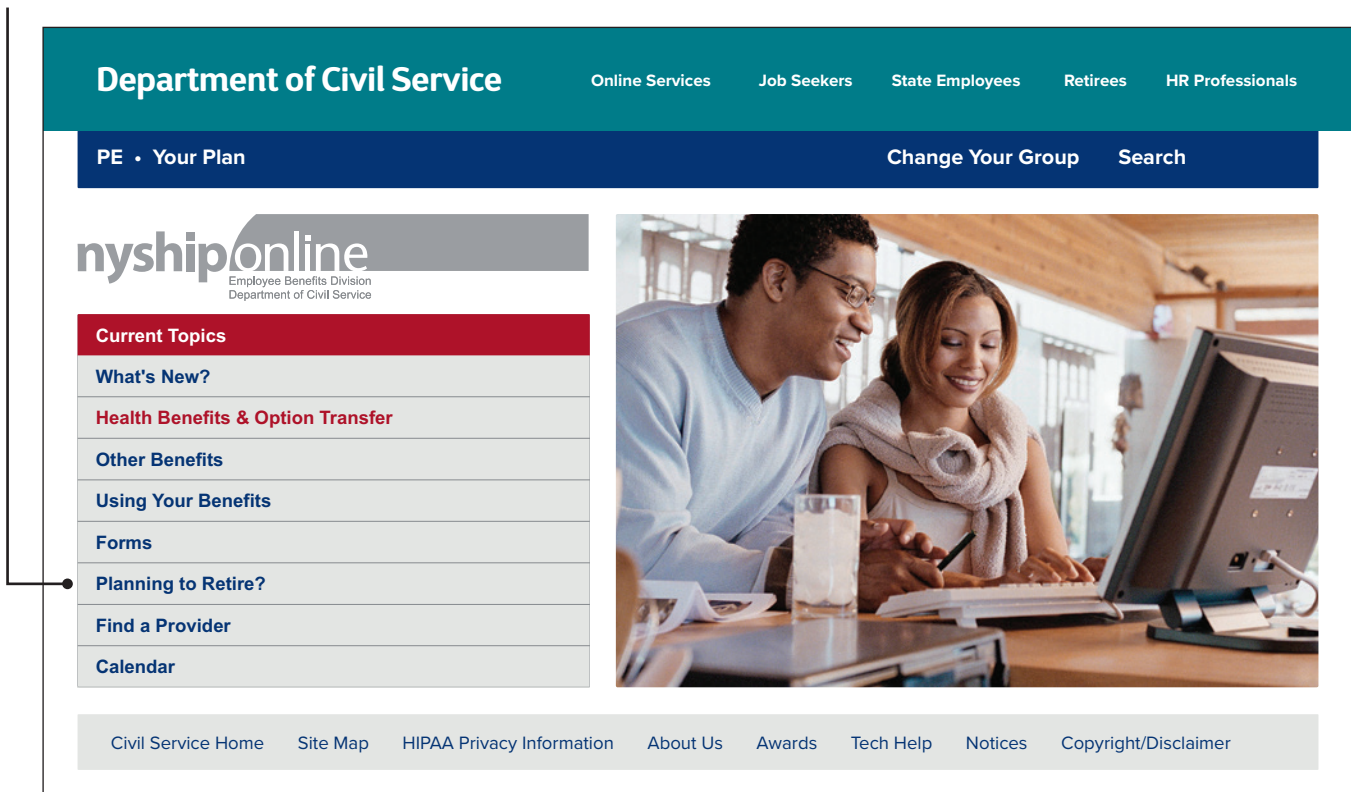 Department of Civil Service
Online Services Job Seekers State Employees Retirees HR Professionals
PE • Your Plan
Change Your Group Search
nyshiponline
Employee Benefits Division
Department of Civil Service
Current Topics
What's New?
Health Benefits & Option Transfer
Other Benefits
Using Your Benefits
Forms
Planning to Retire?
Find a Provider
Calendar
Civil Service Home Site Map HIPAA Privacy Information About Us Awards Tech Help Notices Copyright/Disclaimer